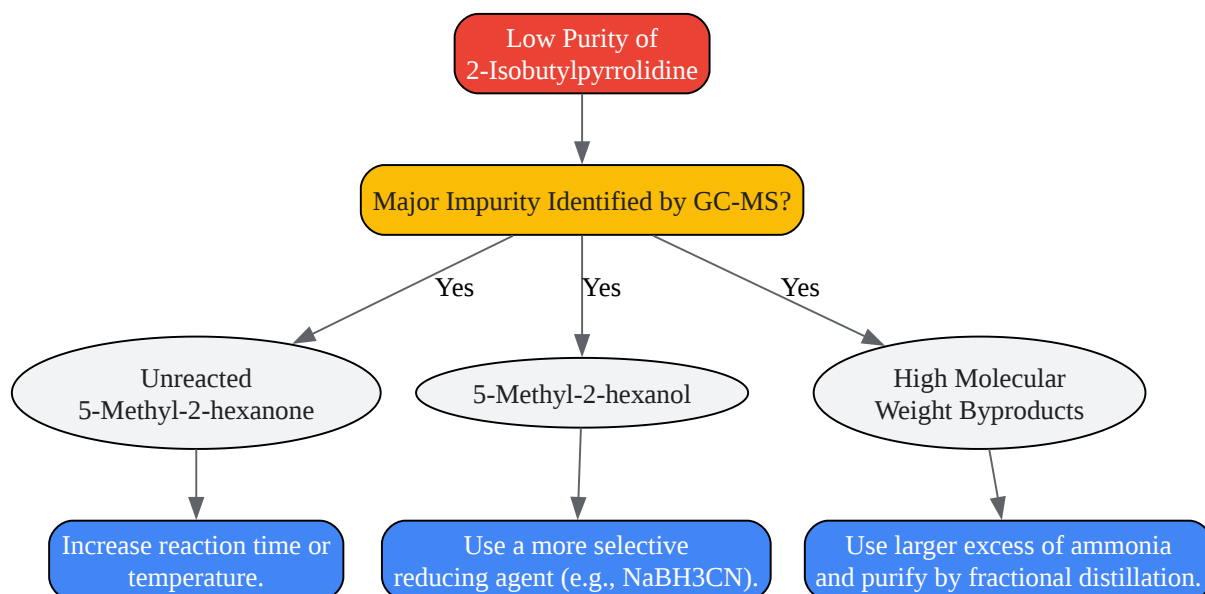 Low Purity of
2-Isobutylpyrrolidine
Major Impurity Identified by GC-MS?
Yes
Yes
Yes
Unreacted
5-Methyl-2-hexanone
5-Methyl-2-hexanol
High Molecular
Weight Byproducts
Increase reaction time or
temperature.
Use a more selective
reducing agent (e.g., NaBH3CN).
Use larger excess of ammonia
and purify by fractional distillation.